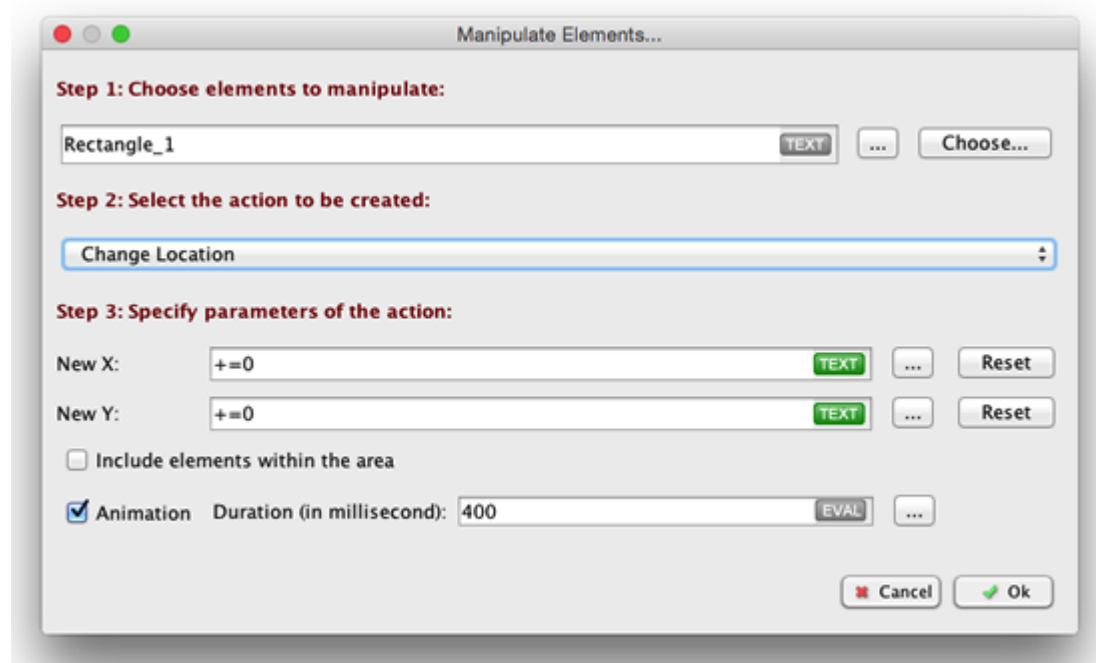 Manipulate Elements...
Step 1: Choose elements to manipulate:
Rectangle_1 TEXT ... Choose...
Step 2: Select the action to be created:
Change Location
Step 3: Specify parameters of the action:
New X: +=0 TEXT ... Reset
New Y: +=0 TEXT ... Reset
Include elements within the area
Animation Duration (in millisecond): 400 EVAL ...
Cancel Ok